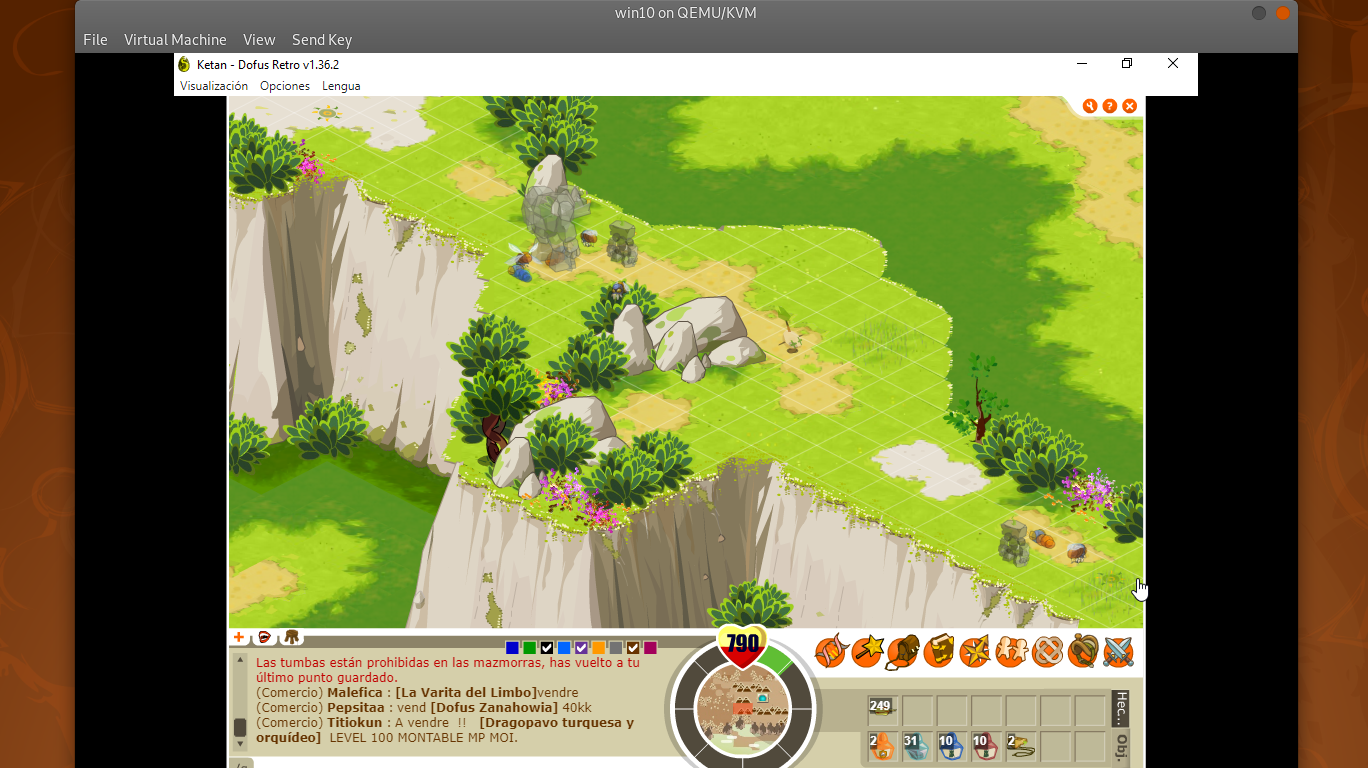 win10 on QEMU/KVM
File Virtual Machine View Send Key
Ketan - Dofus Retro v1.36.2
Visualización Opciones Lengua
790
Las tumbas están prohibidas en las mazmorras, has vuelto a tu
último punto guardado.
(Comercio) Malefica : [La Varita del Limbo]vendre
(Comercio) Pepsitaa : vend [Dofus Zanahowia] 40kk
(Comercio) Titiokun : A vendre !! [Dragopavo turquesa y
orquídeo] LEVEL 100 MONTABLE MP MOI.
249
Hec...
2 31 10 10 2
Obj.